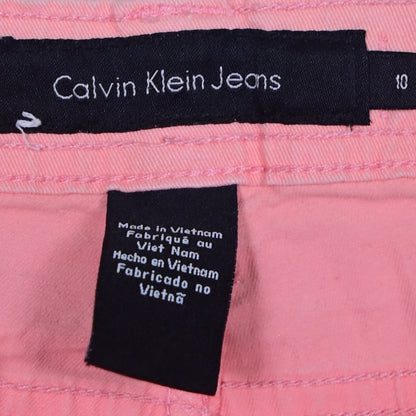 Calvin Klein Jeans
10
Made in Vietnam
Fabriqué au
Viet Nam
Hecho en Vietnam
Fabricado no
Vietnã